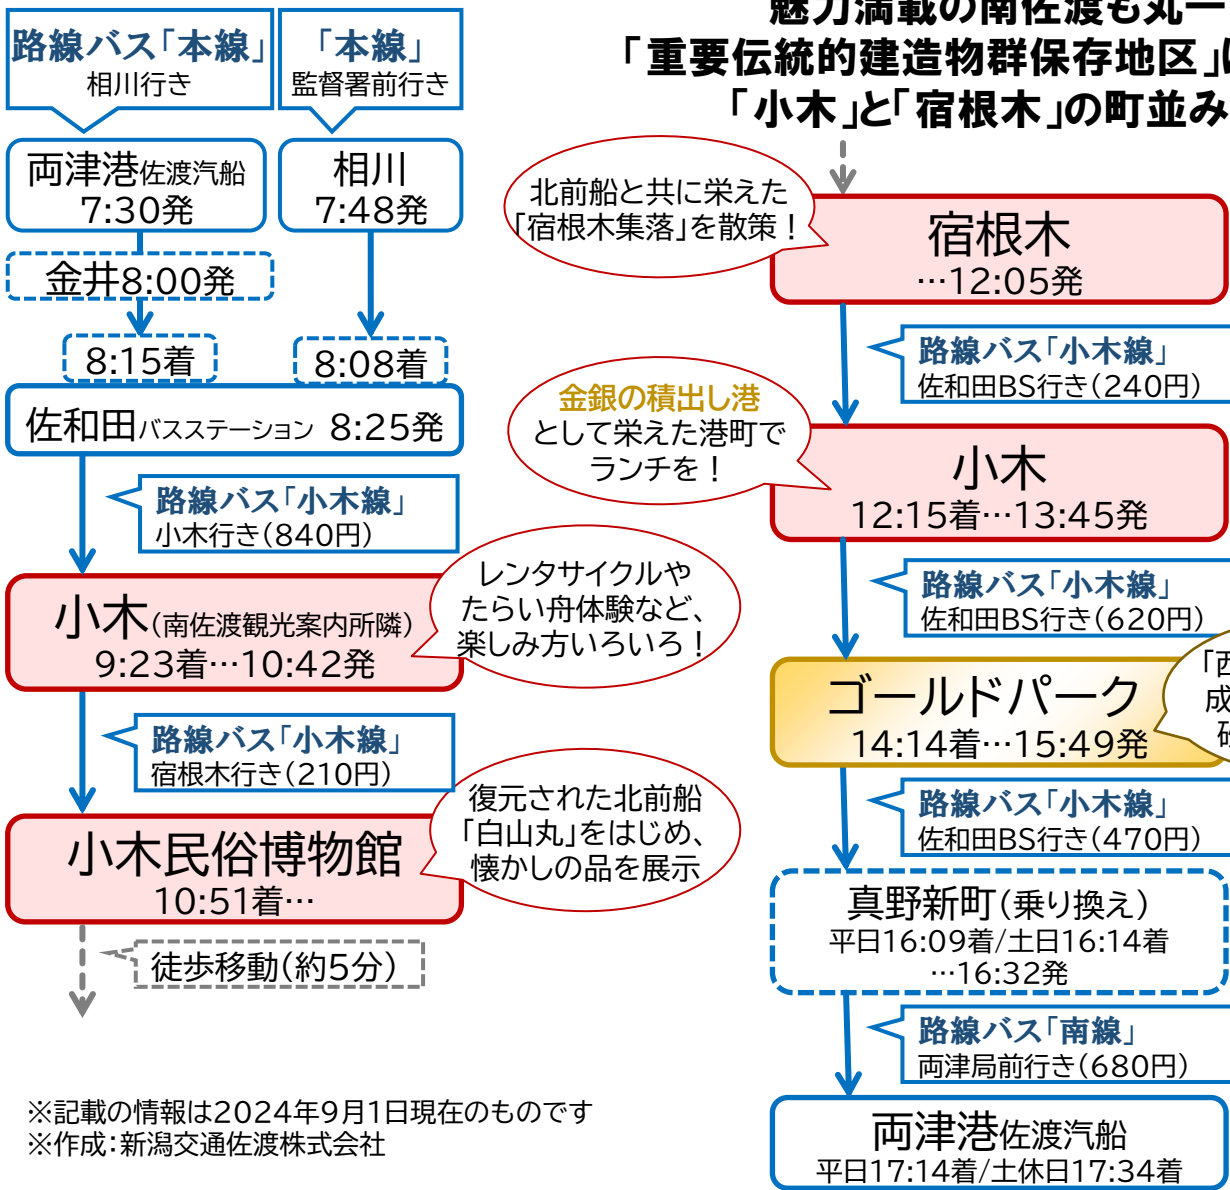 路線バス「本線」
相川行き
「本線」
監督署前行き
両津港佐渡汽船
7:30発
相川
7:48発
金井8:00発
8:15着
8:08着
佐和田バスステーション 8:25発
路線バス「小木線」
小木行き(840円)
小木(南佐渡観光案内所隣)
9:23着…10:42発
レンタサイクルや
たらい舟体験など、
楽しみ方いろいろ！
路線バス「小木線」
宿根木行き(210円)
小木民俗博物館
10:51着…
復元された北前船
「白山丸」をはじめ、
懐かしの品を展示
徒歩移動(約5分)
※記載の情報は2024年9月1日現在のものです
※作成：新潟交通佐渡株式会社
魅力満載の南佐渡も丸一
「重要伝統的建造物群保存地区」
「小木」と「宿根木」の町並み
北前船と共に栄えた
「宿根木集落」を散策！
宿根木
…12:05発
路線バス「小木線」
佐和田BS行き(240円)
金銀の積出し港
として栄えた港町で
ランチを！
小木
12:15着…13:45発
路線バス「小木線」
佐和田BS行き(620円)
ゴールドパーク
14:14着…15:49発
「西
成
路線バス「小木線」
佐和田BS行き(470円)
真野新町(乗り換え)
平日16:09着/土日16:14着
…16:32発
路線バス「南線」
両津局前行き(680円)
両津港佐渡汽船
平日17:14着/土休日17:34着